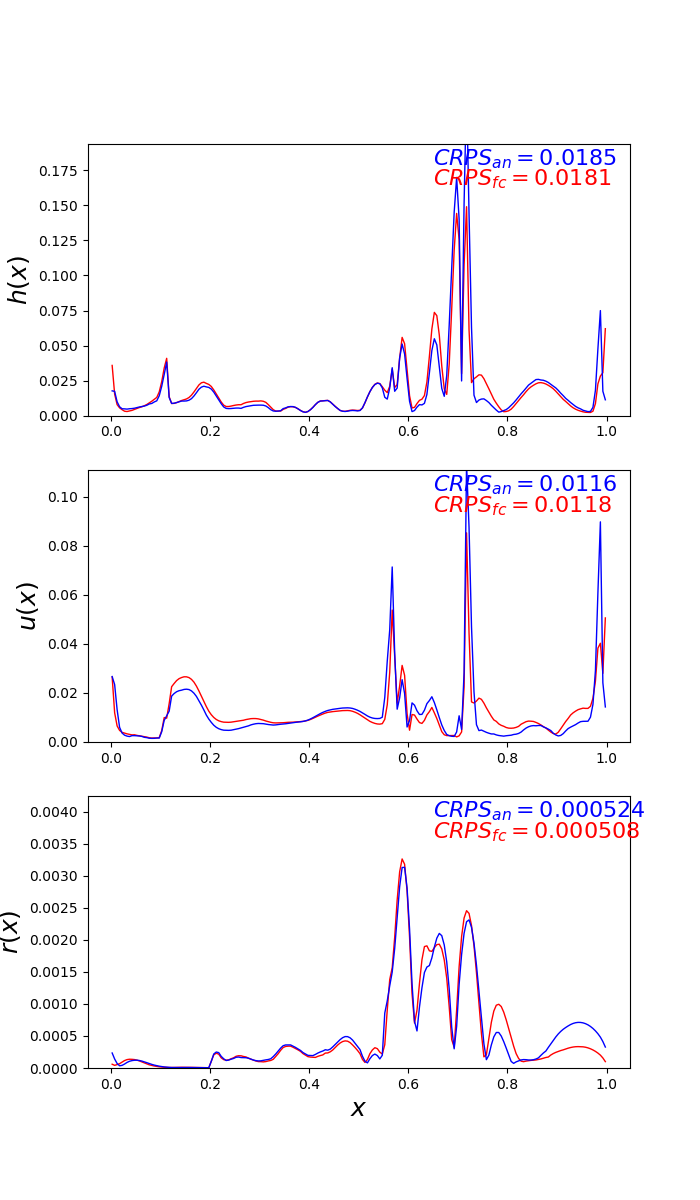 CRPS_an = 0.0185
CRPS_fc = 0.0181
h(x)
0.175
0.150
0.125
0.100
0.075
0.050
0.025
0.000
0.0 0.2 0.4 0.6 0.8 1.0
CRPS_an = 0.0116
CRPS_fc = 0.0118
u(x)
0.10
0.08
0.06
0.04
0.02
0.00
0.0 0.2 0.4 0.6 0.8 1.0
CRPS_an = 0.000524
CRPS_fc = 0.000508
r(x)
0.0040
0.0035
0.0030
0.0025
0.0020
0.0015
0.0010
0.0005
0.0000
0.0 0.2 0.4 0.6 0.8 1.0
x